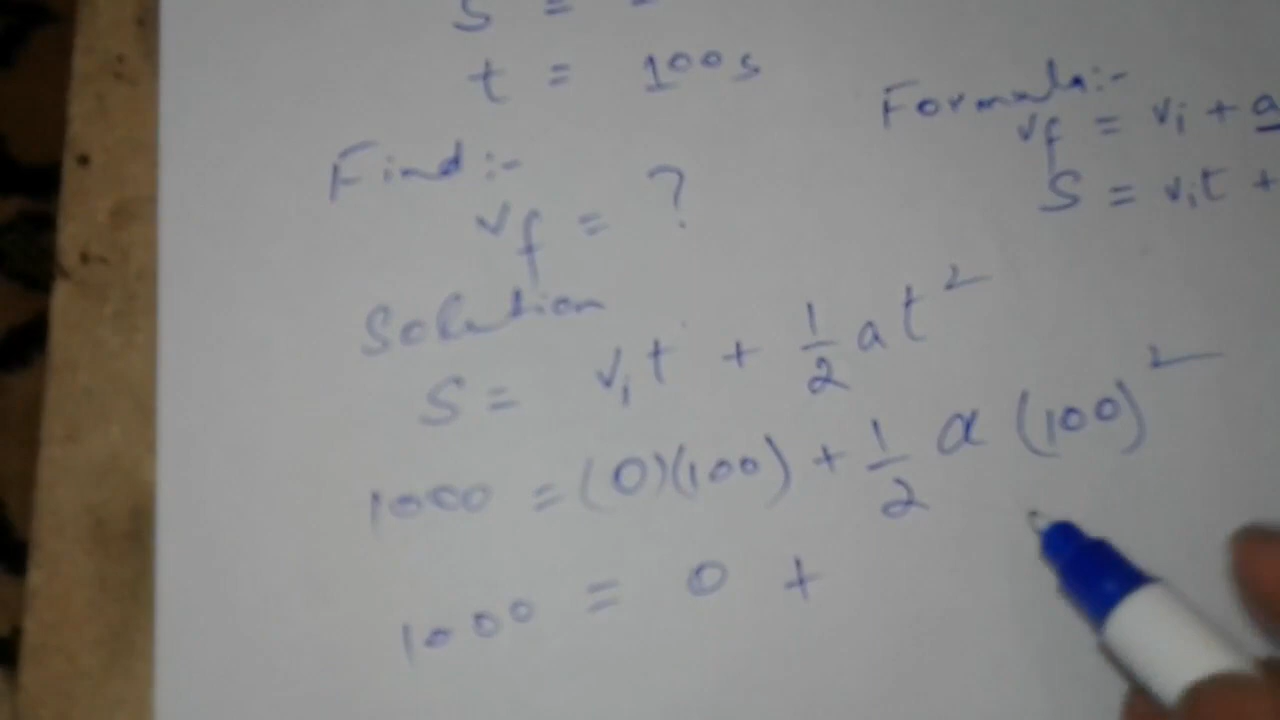 S =
t = 100s
Formula:-
vf = vi + a
S = vit +
Find:-
vf = ?
Solution
S = vit + 1/2 at²
1000 = (0)(100) + 1/2 a (100)²
1000 = 0 +